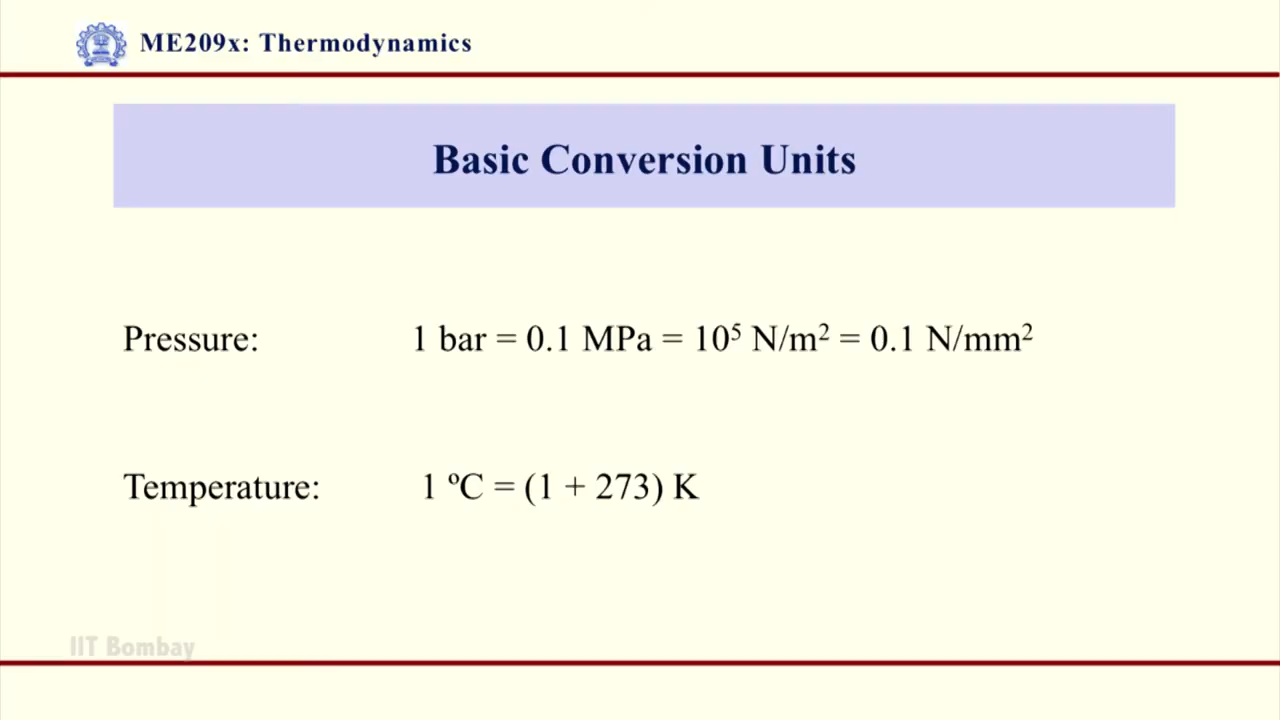 ME209x: Thermodynamics
Basic Conversion Units
Pressure: 1 bar = 0.1 MPa = 10⁵ N/m² = 0.1 N/mm²
Temperature: 1 ºC = (1 + 273) K
IIT Bombay